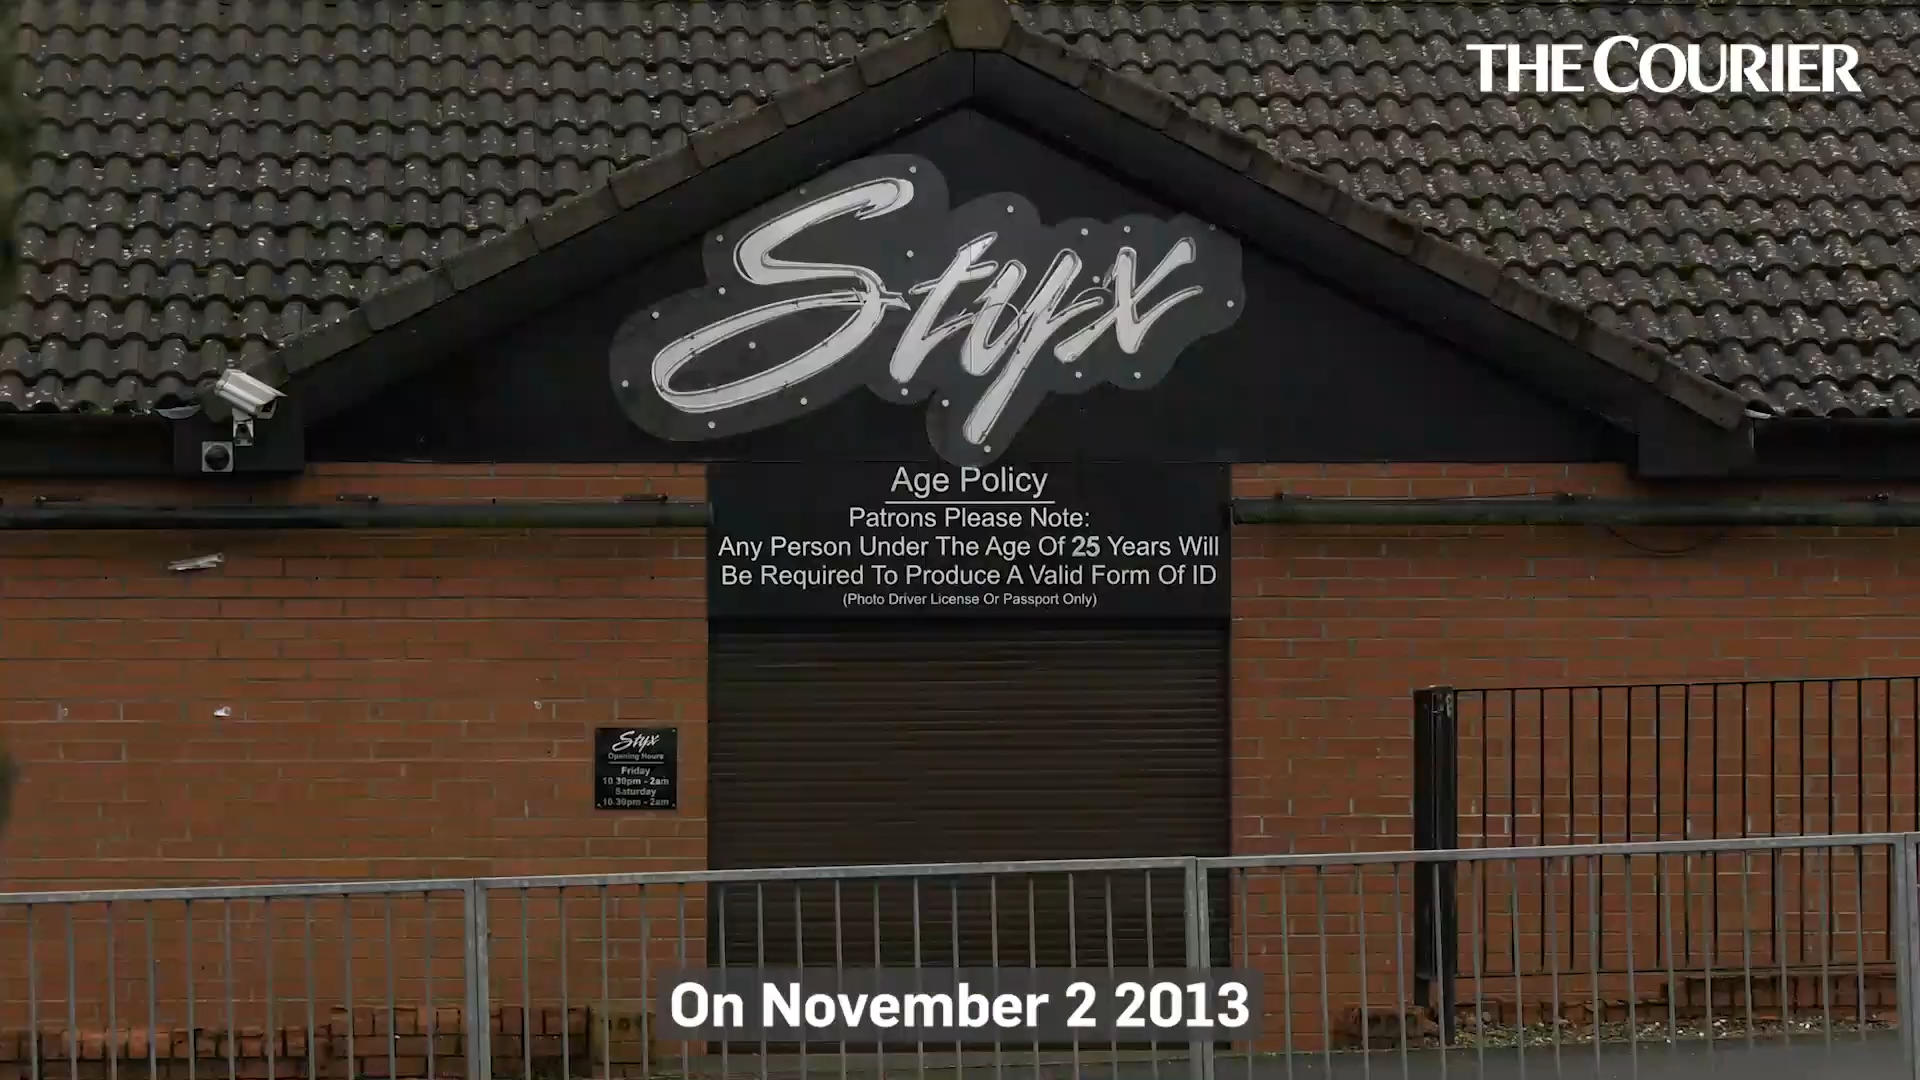 THE COURIER
Styx
Age Policy
Patrons Please Note:
Any Person Under The Age Of 25 Years Will
Be Required To Produce A Valid Form Of ID
(Photo Driver License Or Passport Only)
Styx
Opening Hours
Friday
10.30pm - 2am
Saturday
10.30pm - 2am
On November 2 2013